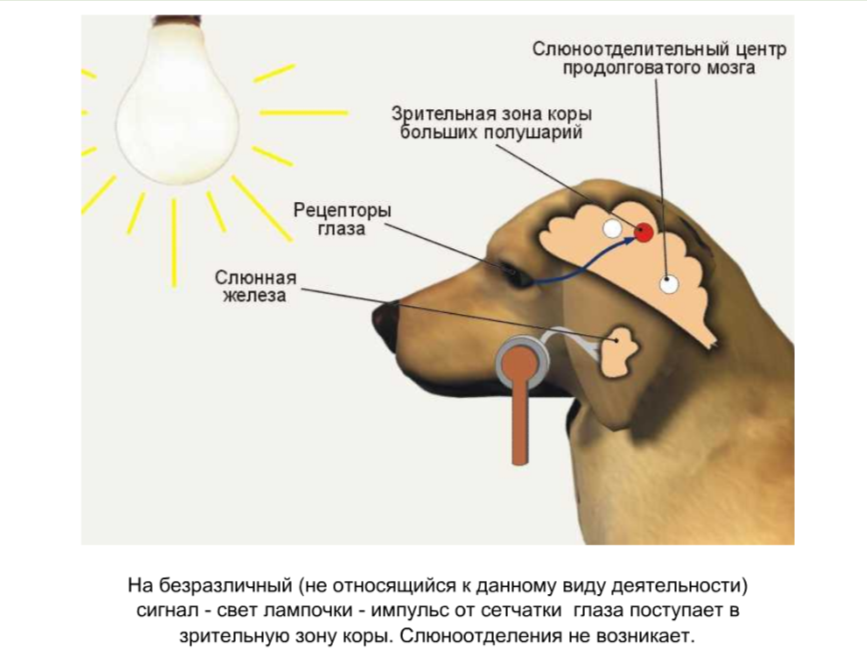 Слюноотделительный центр
продолговатого мозга
Зрительная зона коры
больших полушарий
Рецепторы
глаза
Слюнная
железа
На безразличный (не относящийся к данному виду деятельности)
сигнал - свет лампочки - импульс от сетчатки глаза поступает в
зрительную зону коры. Слюноотделения не возникает.